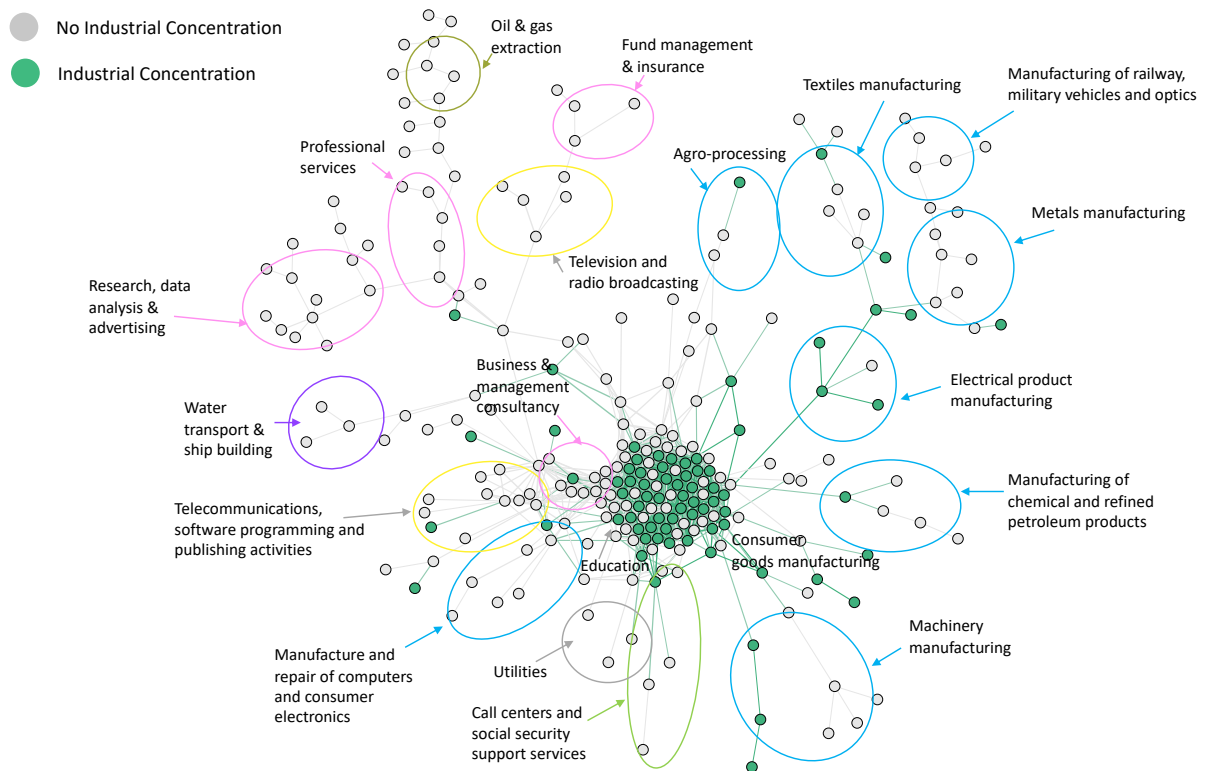 No Industrial Concentration
Industrial Concentration
Oil & gas
extraction
Fund management
& insurance
Textiles manufacturing
Manufacturing of railway,
military vehicles and optics
Professional
services
Agro-processing
Metals manufacturing
Research, data
analysis &
advertising
Television and
radio broadcasting
Business &
management
consultancy
Electrical product
manufacturing
Water
transport &
ship building
Telecommunications,
software programming and
publishing activities
Manufacturing of
chemical and refined
petroleum products
Consumer
goods manufacturing
Education
Manufacture and
repair of computers
and consumer
electronics
Utilities
Call centers and
social security
support services
Machinery
manufacturing